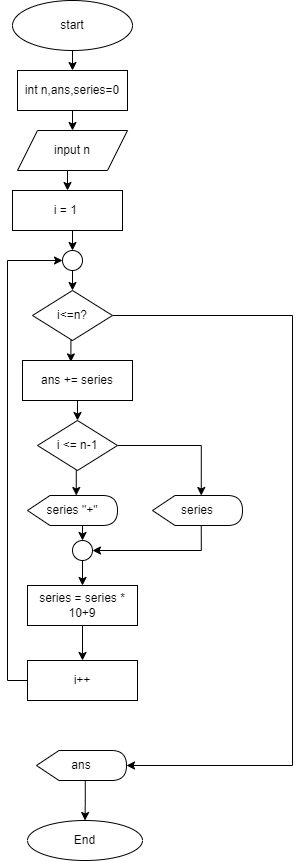 start
int n,ans,series=0
input n
i = 1
i<=n?
ans += series
i <= n-1
series "+"
series
series = series *
10+9
i++
ans
End